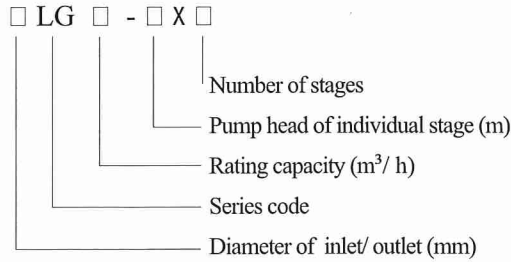 □ LG □ - □ X □
Number of stages
Pump head of individual stage (m)
Rating capacity (m³/ h)
Series code
Diameter of inlet/ outlet (mm)